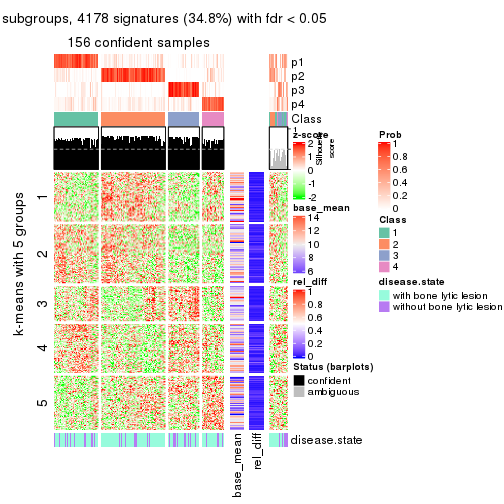 subgroups, 4178 signatures (34.8%) with fdr < 0.05
156 confident samples
p1
p2
p3
p4
Class
1
Silhouette
score
k-means with 5 groups
1
2
3
4
5
base_mean
rel_diff
disease.state
z-score
2
1
0
-1
-2
base_mean
14
12
10
8
6
rel_diff
1
0.8
0.6
0.4
0.2
0
Status (barplots)
confident
ambiguous
Prob
1
0.8
0.6
0.4
0.2
0
Class
1
2
3
4
disease.state
with bone lytic lesion
without bone lytic lesion